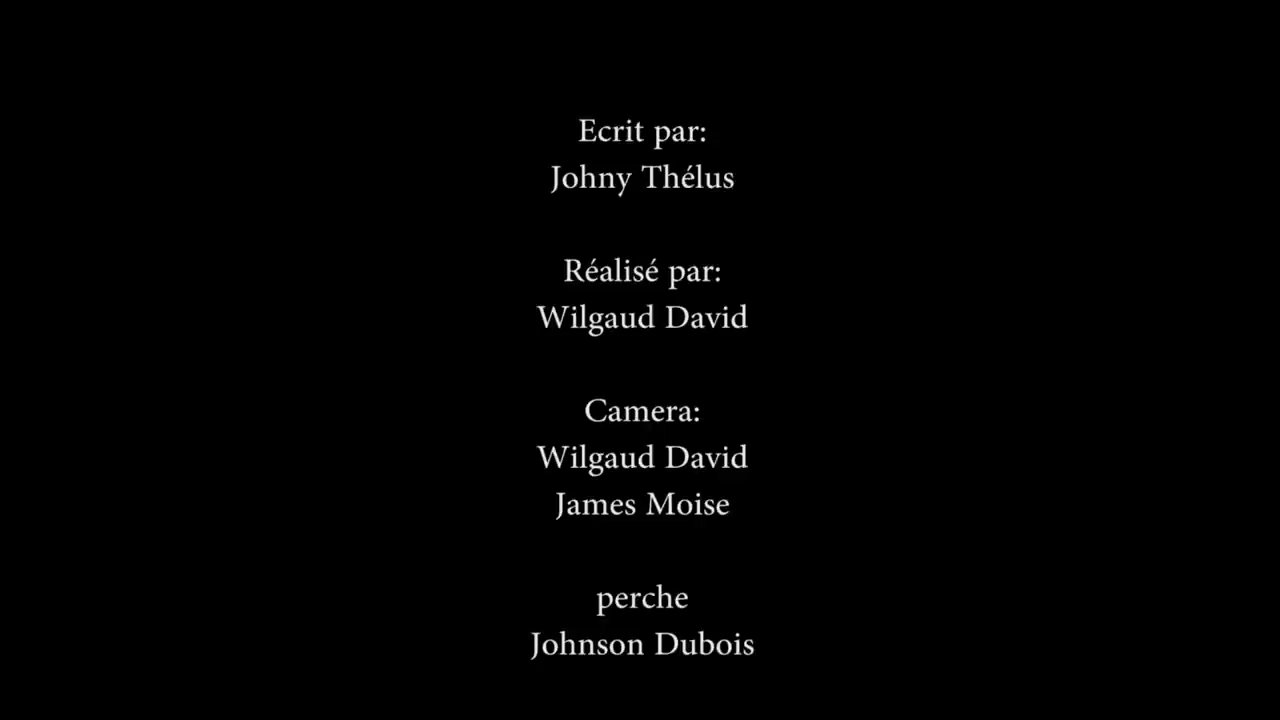 Ecrit par:
Johny Thélus
Réalisé par:
Wilgaud David
Camera:
Wilgaud David
James Moise
perche
Johnson Dubois